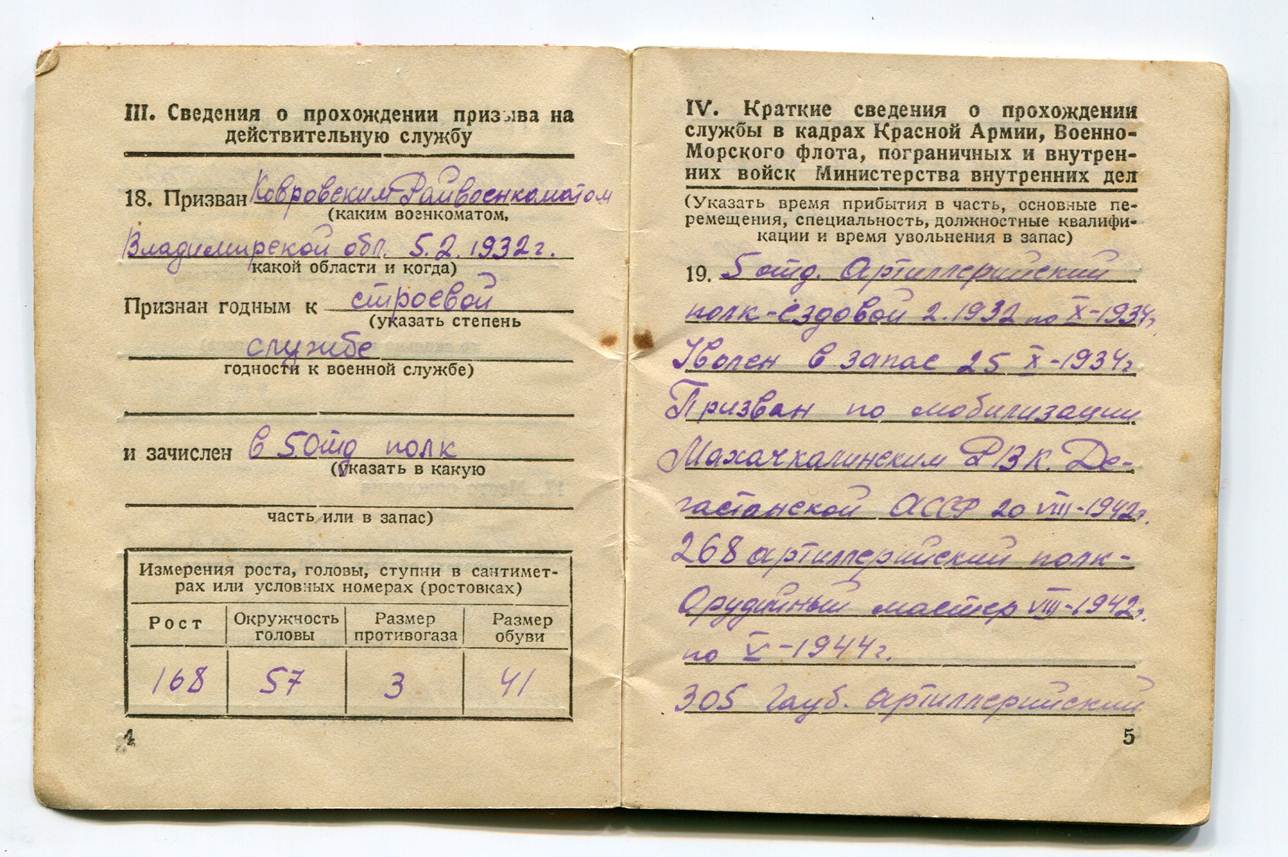 III. Сведения о прохождении призыва на
действительную службу
18. Призван Ковровским Райвоенкоматом
(каким военкоматом,
Владимирской обл. 5.2.1932г.
какой области и когда)
Признан годным к строевой
(указать степень
службе
годности к военной службе)
и зачислен в 5 Отд полк
(указать в какую
часть или в запас)
Измерения роста, головы, ступни в сантимет-
рах или условных номерах (ростовках)
Рост Окружность головы Размер противогаза Размер обуви
168 57 3 41
4
IV. Краткие сведения о прохождении
службы в кадрах Красной Армии, Военно-
Морского флота, пограничных и внутрен-
них войск Министерства внутренних дел
(Указать время прибытия в часть, основные пе-
ремещения, специальность, должностные квалифи-
кации и время увольнения в запас)
19. 5 отд. Артиллерийский
полк-ездовой 2.1932 по X-1934г.
Уволен в запас 25 X-1934г
Призван по мобилизации
Махачкалинским РВК. Да-
гестанской АССР 20 VIII-1942г.
268 артиллерийский полк-
Орудийный мастер VIII-1942г.
по V-1944г.
305 Гауб. артиллерийский
5